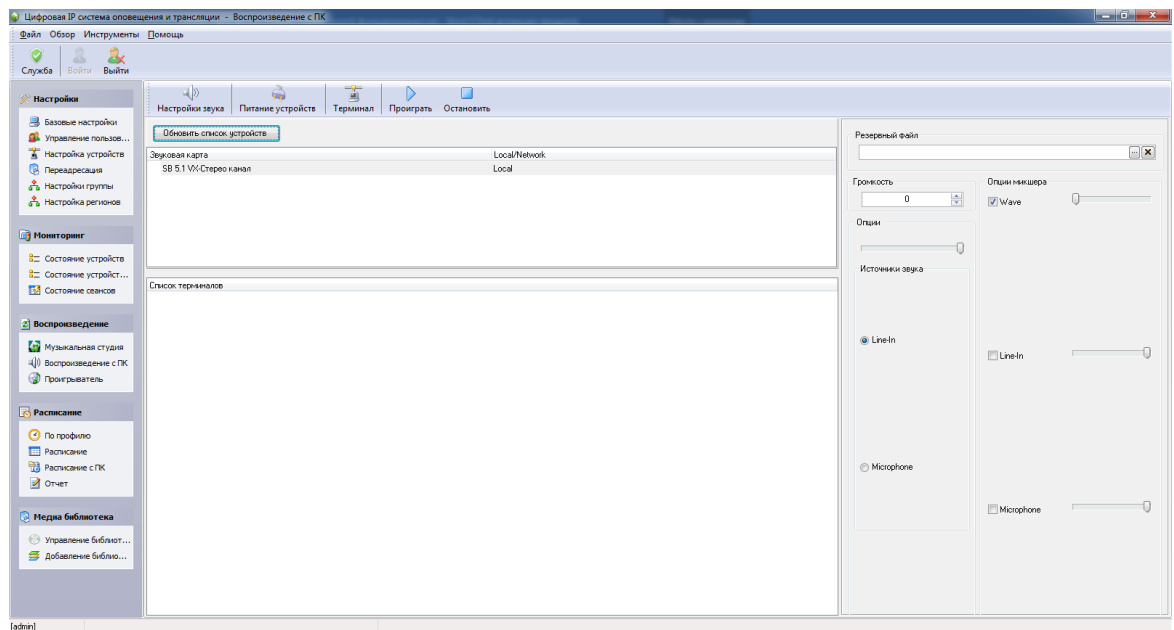 Цифровая IP система оповещения и трансляции - Воспроизведение с ПК
Файл Обзор Инструменты Помощь
Служба Войти Выйти
Настройки
Базовые настройки
Управление пользов...
Настройка устройств
Переадресация
Настройки группы
Настройка регионов
Мониторинг
Состояние устройств
Состояние устройст...
Состояние сеансов
Воспроизведение
Музыкальная студия
Воспроизведение с ПК
Проигрыватель
Расписание
По профилю
Расписание
Расписание с ПК
Отчет
Медиа библиотека
Управление библиот...
Добавление библио...
Настройки звука Питание устройств Терминал Проиграть Остановить
Обновить список устройств
Звуковая карта Local/Network
SB 5.1 VX-Стерео канал Local
Список терминалов
Резервный файл
...
Громкость
0
Опции
Источники звука
Line-In
Microphone
Опции микшера
Wave
Line-In
Microphone
[admin]